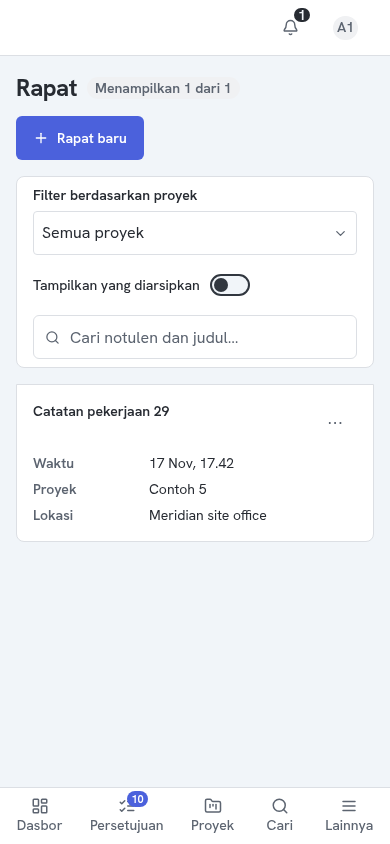 1
A1
Rapat
Menampilkan 1 dari 1
Rapat baru
Filter berdasarkan proyek
Semua proyek
Tampilkan yang diarsipkan
Cari notulen dan judul...
Catatan pekerjaan 29
...
Waktu 17 Nov, 17.42
Proyek Contoh 5
Lokasi Meridian site office
10
Dasbor Persetujuan Proyek Cari Lainnya